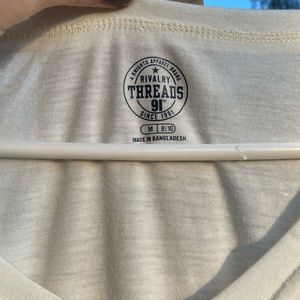 A KNIGHTS APPAREL BRAND
RIVALRY
THREADS
91
SINCE 1991
M 8/10
MADE IN BANGLADESH